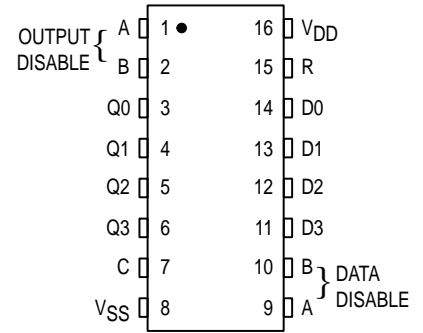 OUTPUT DISABLE { A 1 16 VDD
B 2 15 R
Q0 3 14 D0
Q1 4 13 D1
Q2 5 12 D2
Q3 6 11 D3
C 7 10 B } DATA DISABLE
VSS 8 9 A